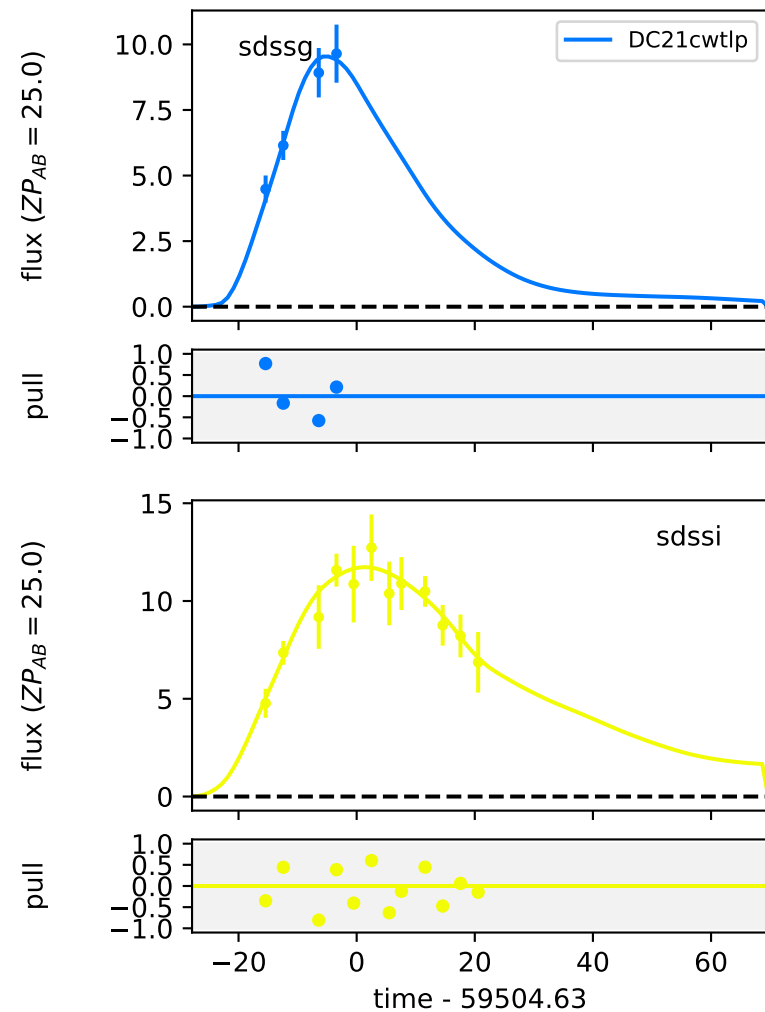 sdssg
DC21cwtlp
flux (ZP_AB = 25.0)
10.0
7.5
5.0
2.5
0.0
pull
1.0
0.5
0.0
−0.5
−1.0
sdssi
flux (ZP_AB = 25.0)
15
10
5
0
pull
1.0
0.5
0.0
−0.5
−1.0
−20 0 20 40 60
time - 59504.63